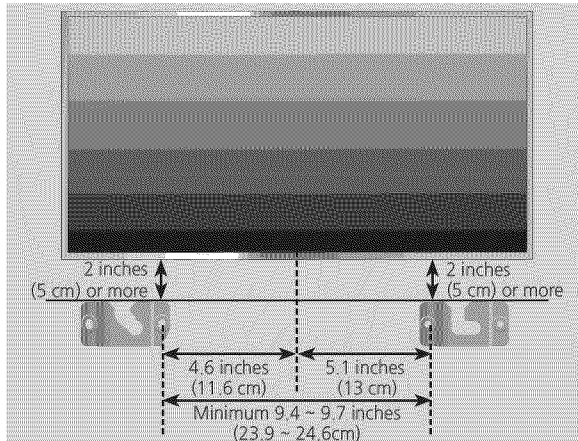 2 inches
(5 cm) or more
2 inches
(5 cm) or more
4.6 inches
(11.6 cm)
5.1 inches
(13 cm)
Minimum 9.4 ~ 9.7 inches
(23.9 ~ 24.6cm)